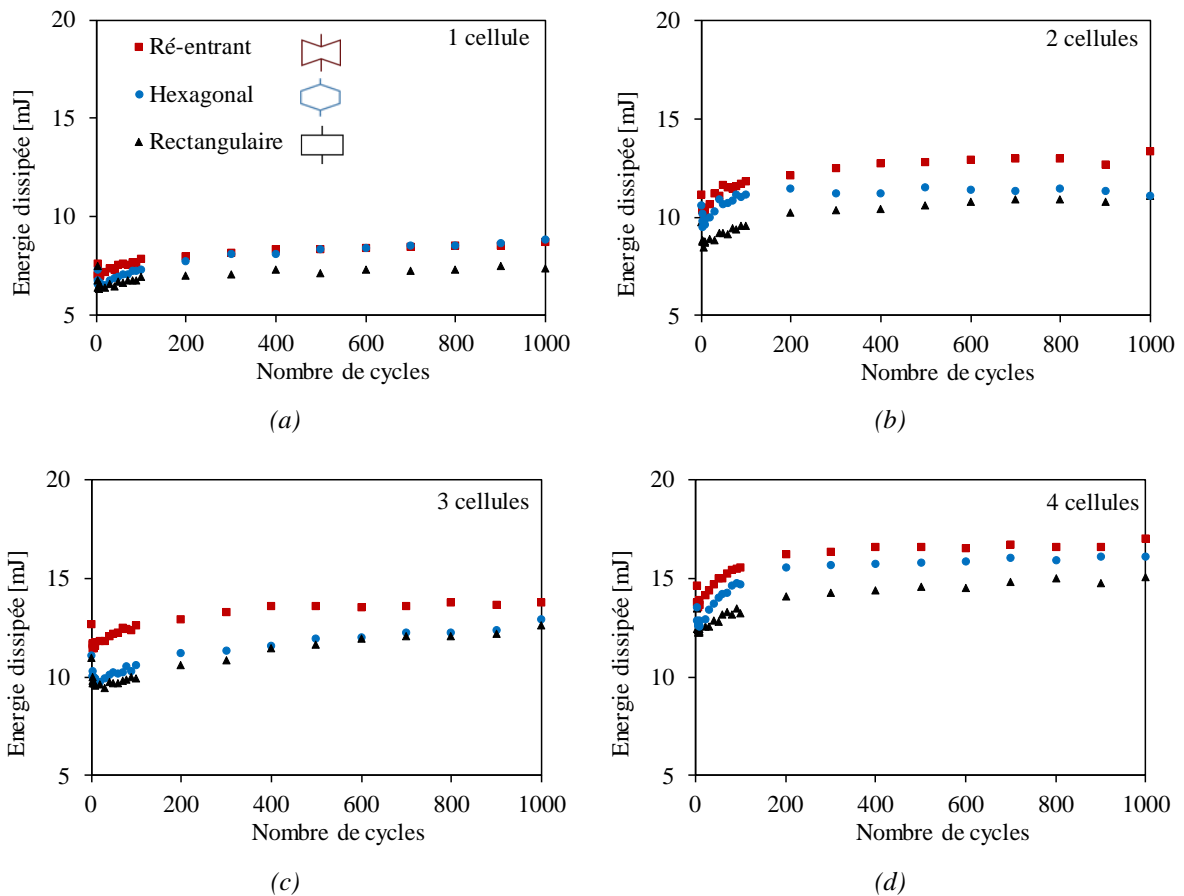 20
15
10
5
Energie dissipée [mJ]
1 cellule
Ré-entrant
Hexagonal
Rectangulaire
0 200 400 600 800 1000
Nombre de cycles
(a)
20
15
10
5
Energie dissipée [mJ]
2 cellules
0 200 400 600 800 1000
Nombre de cycles
(b)
20
15
10
5
Energie dissipée [mJ]
3 cellules
0 200 400 600 800 1000
Nombre de cycles
(c)
20
15
10
5
Energie dissipée [mJ]
4 cellules
0 200 400 600 800 1000
Nombre de cycles
(d)